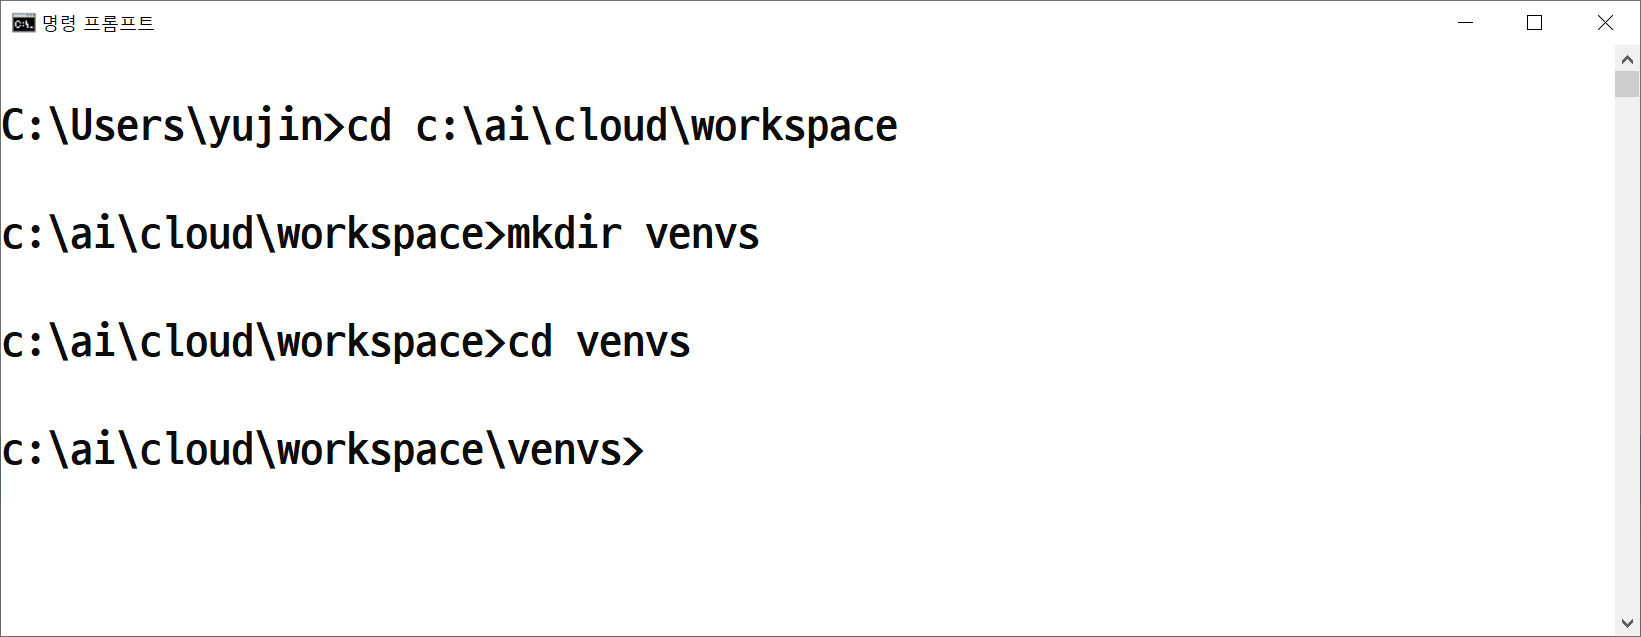 명령 프롬프트
C:\Users\yujin>cd c:\ai\cloud\workspace
c:\ai\cloud\workspace>mkdir venvs
c:\ai\cloud\workspace>cd venvs
c:\ai\cloud\workspace\venvs>